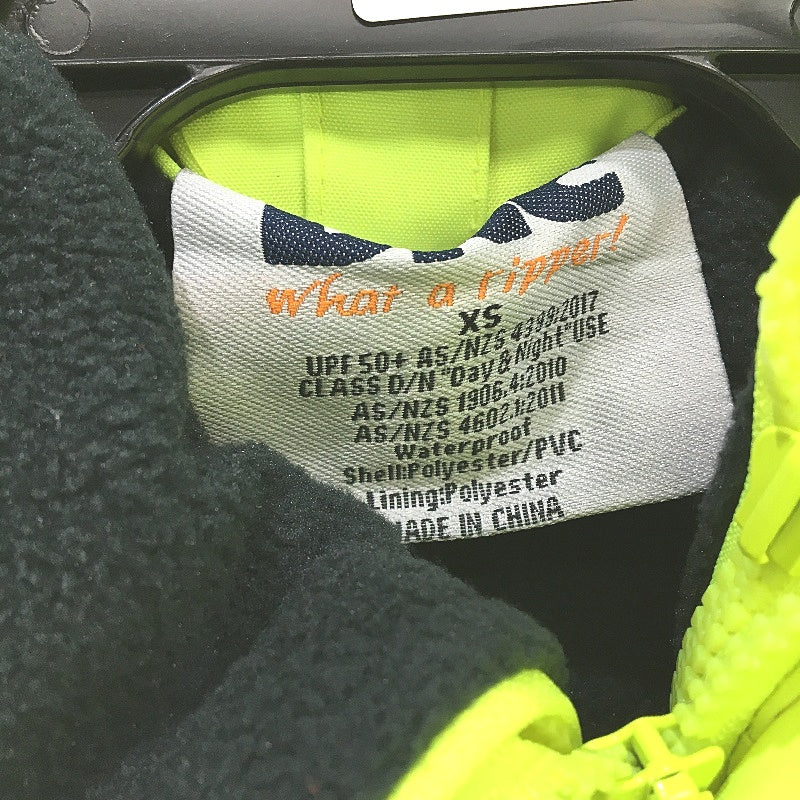 what a ripper!
XS
UPF 50+ AS/NZS 4399:2017
CLASS D/N "Day & Night" USE
AS/NZS 1906.4:2010
AS/NZS 4602.1:2011
Waterproof
Shell:Polyester/PVC
Lining:Polyester
MADE IN CHINA